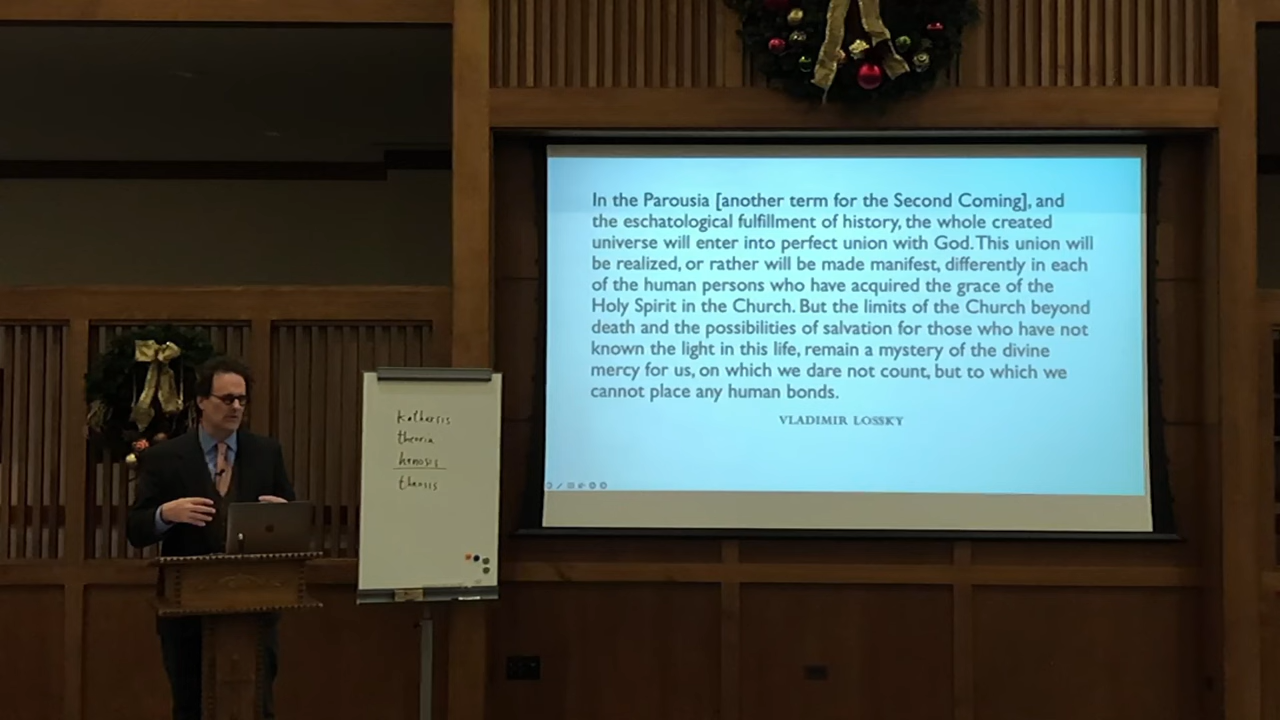 In the Parousia [another term for the Second Coming], and
the eschatological fulfillment of history, the whole created
universe will enter into perfect union with God. This union will
be realized, or rather will be made manifest, differently in each
of the human persons who have acquired the grace of the
Holy Spirit in the Church. But the limits of the Church beyond
death and the possibilities of salvation for those who have not
known the light in this life, remain a mystery of the divine
mercy for us, on which we dare not count, but to which we
cannot place any human bonds.
VLADIMIR LOSSKY
katharsis
theoria
henosis
theosis